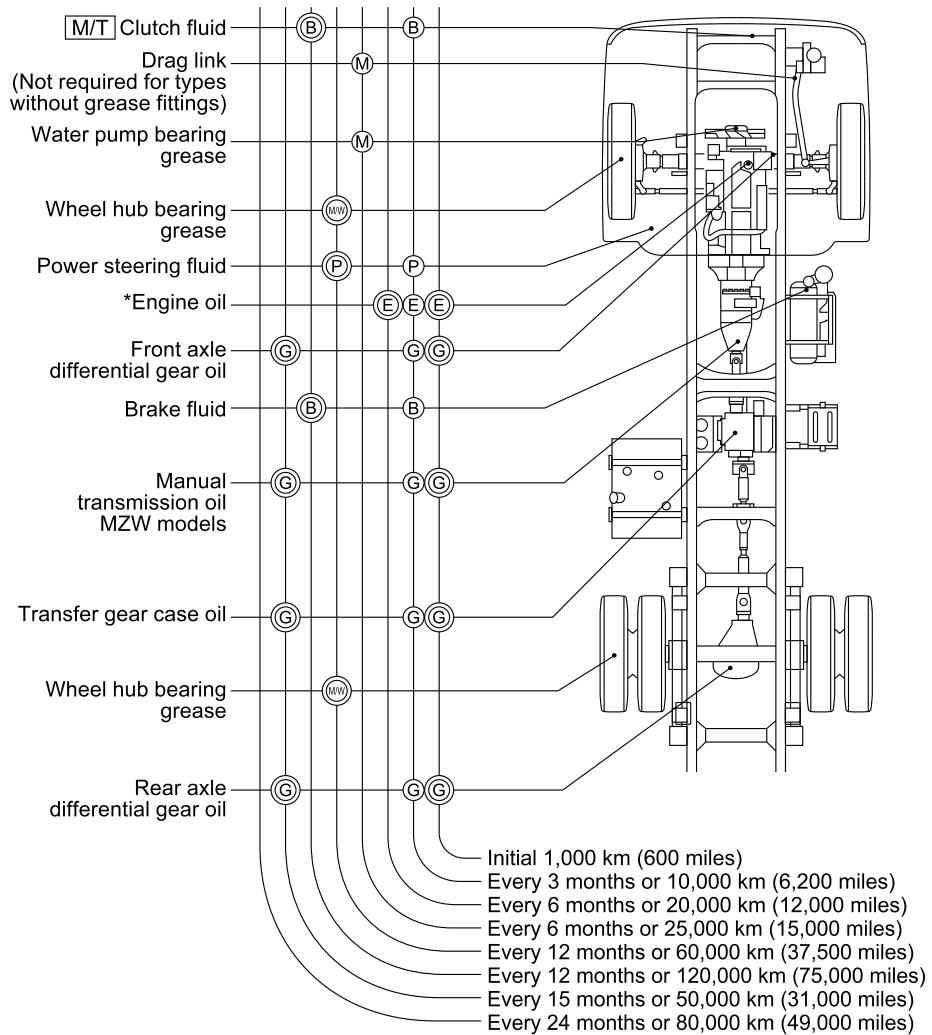 M/T Clutch fluid B B
Drag link M
(Not required for types
without grease fittings)
Water pump bearing M
grease
Wheel hub bearing M/W
grease
Power steering fluid P P
*Engine oil E E E
Front axle G G G
differential gear oil
Brake fluid B B
Manual G G G
transmission oil
MZW models
Transfer gear case oil G G G
Wheel hub bearing M/W
grease
Rear axle G G G
differential gear oil
Initial 1,000 km (600 miles)
Every 3 months or 10,000 km (6,200 miles)
Every 6 months or 20,000 km (12,000 miles)
Every 6 months or 25,000 km (15,000 miles)
Every 12 months or 60,000 km (37,500 miles)
Every 12 months or 120,000 km (75,000 miles)
Every 15 months or 50,000 km (31,000 miles)
Every 24 months or 80,000 km (49,000 miles)